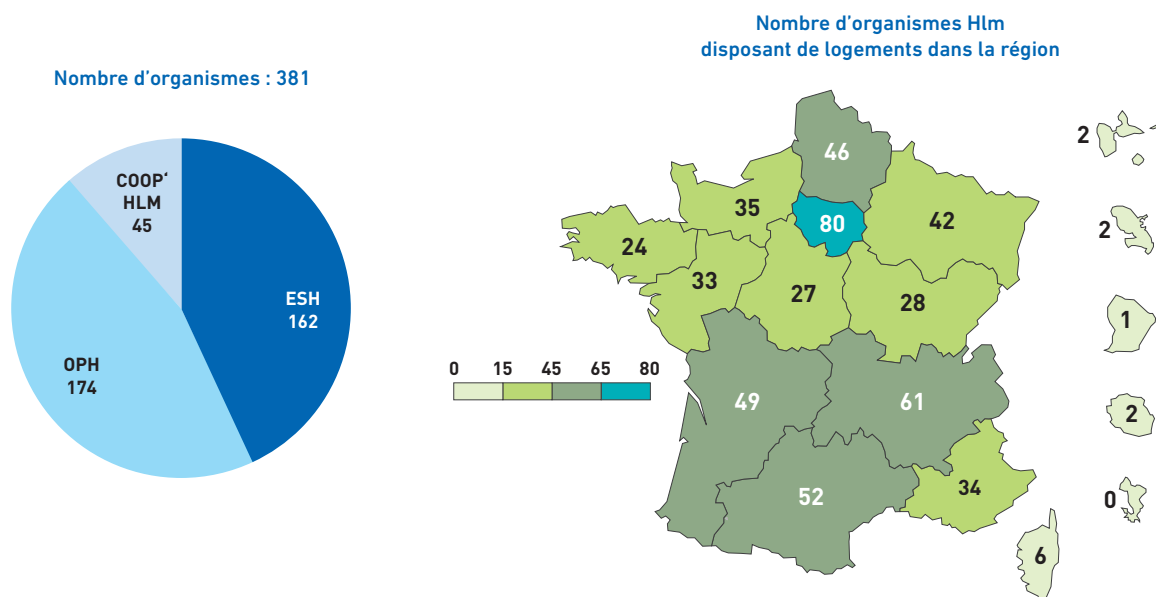 Nombre d'organismes : 381
COOP'
HLM
45
ESH
162
OPH
174
Nombre d'organismes Hlm
disposant de logements dans la région
46
35
80
42
24
33
27
28
49
61
52
34
6
2
2
1
2
0
0 15 45 65 80